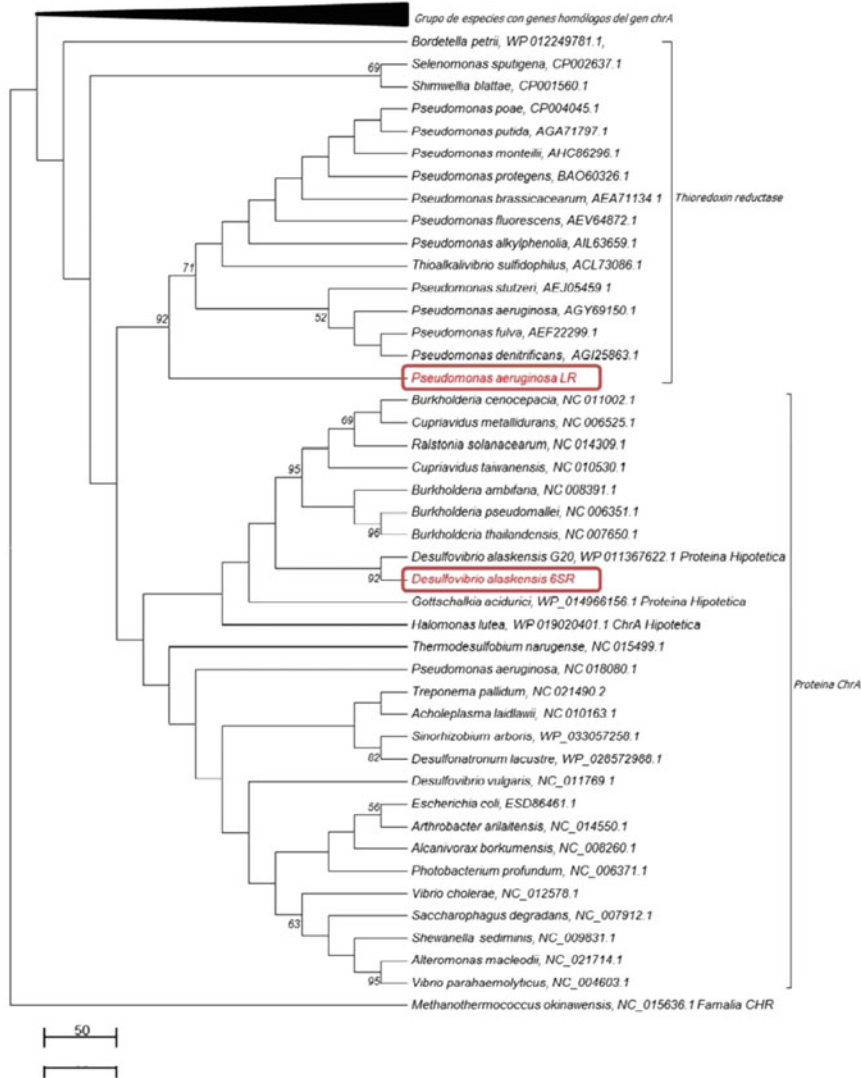 Grupo de especies con genes homólogos del gen chrA
Bordetella petrii, WP 012249781.1,
69
Selenomonas sputigena, CP002637.1
Shimwellia blattae, CP001560.1
Pseudomonas poae, CP004045.1
Pseudomonas putida, AGA71797.1
Pseudomonas monteilii, AHC86296.1
Pseudomonas protegens, BAO60326.1
Pseudomonas brassicacearum, AEA71134.1
Thioredoxin reductase
Pseudomonas fluorescens, AEV64872.1
Pseudomonas alkylphenolia, AIL63659.1
Thioalkalivibrio sulfidophilus, ACL73086.1
71
Pseudomonas stutzeri, AEJ05459.1
Pseudomonas aeruginosa, AGY69150.1
52
92
Pseudomonas fulva, AEF22299.1
Pseudomonas denitrificans, AGI25863.1
Pseudomonas aeruginosa LR
Burkholderia cenocepacia, NC 011002.1
69
Cupriavidus metallidurans, NC 006525.1
Ralstonia solanacearum, NC 014309.1
95
Cupriavidus taiwanensis, NC 010530.1
Burkholderia ambifaria, NC 008391.1
Burkholderia pseudomallei, NC 006351.1
96
Burkholderia thailandensis, NC 007650.1
Desulfovibrio alaskensis G20, WP 011367622.1 Proteina Hipotetica
92
Desulfovibrio alaskensis 6SR
Gottschalkia acidurici, WP_014966156.1 Proteina Hipotetica
Halomonas lutea, WP 019020401.1 ChrA Hipotetica
Thermodesulfobium narugense, NC 015499.1
Pseudomonas aeruginosa, NC 018080.1
Proteina ChrA
Treponema pallidum, NC 021490.2
Acholeplasma laidlawii, NC 010163.1
Sinorhizobium arboris, WP_033057258.1
82
Desulfonatronum lacustre, WP_028572988.1
Desulfovibrio vulgaris, NC_011769.1
56
Escherichia coli, ESD86461.1
Arthrobacter arilaitensis, NC_014550.1
Alcanivorax borkumensis, NC_008260.1
Photobacterium profundum, NC_006371.1
Vibrio cholerae, NC_012578.1
63
Saccharophagus degradans, NC_007912.1
Shewanella sediminis, NC_009831.1
Alteromonas macleodii, NC_021714.1
95
Vibrio parahaemolyticus, NC_004603.1
Methanothermococcus okinawensis, NC_015636.1 Famalia CHR
50